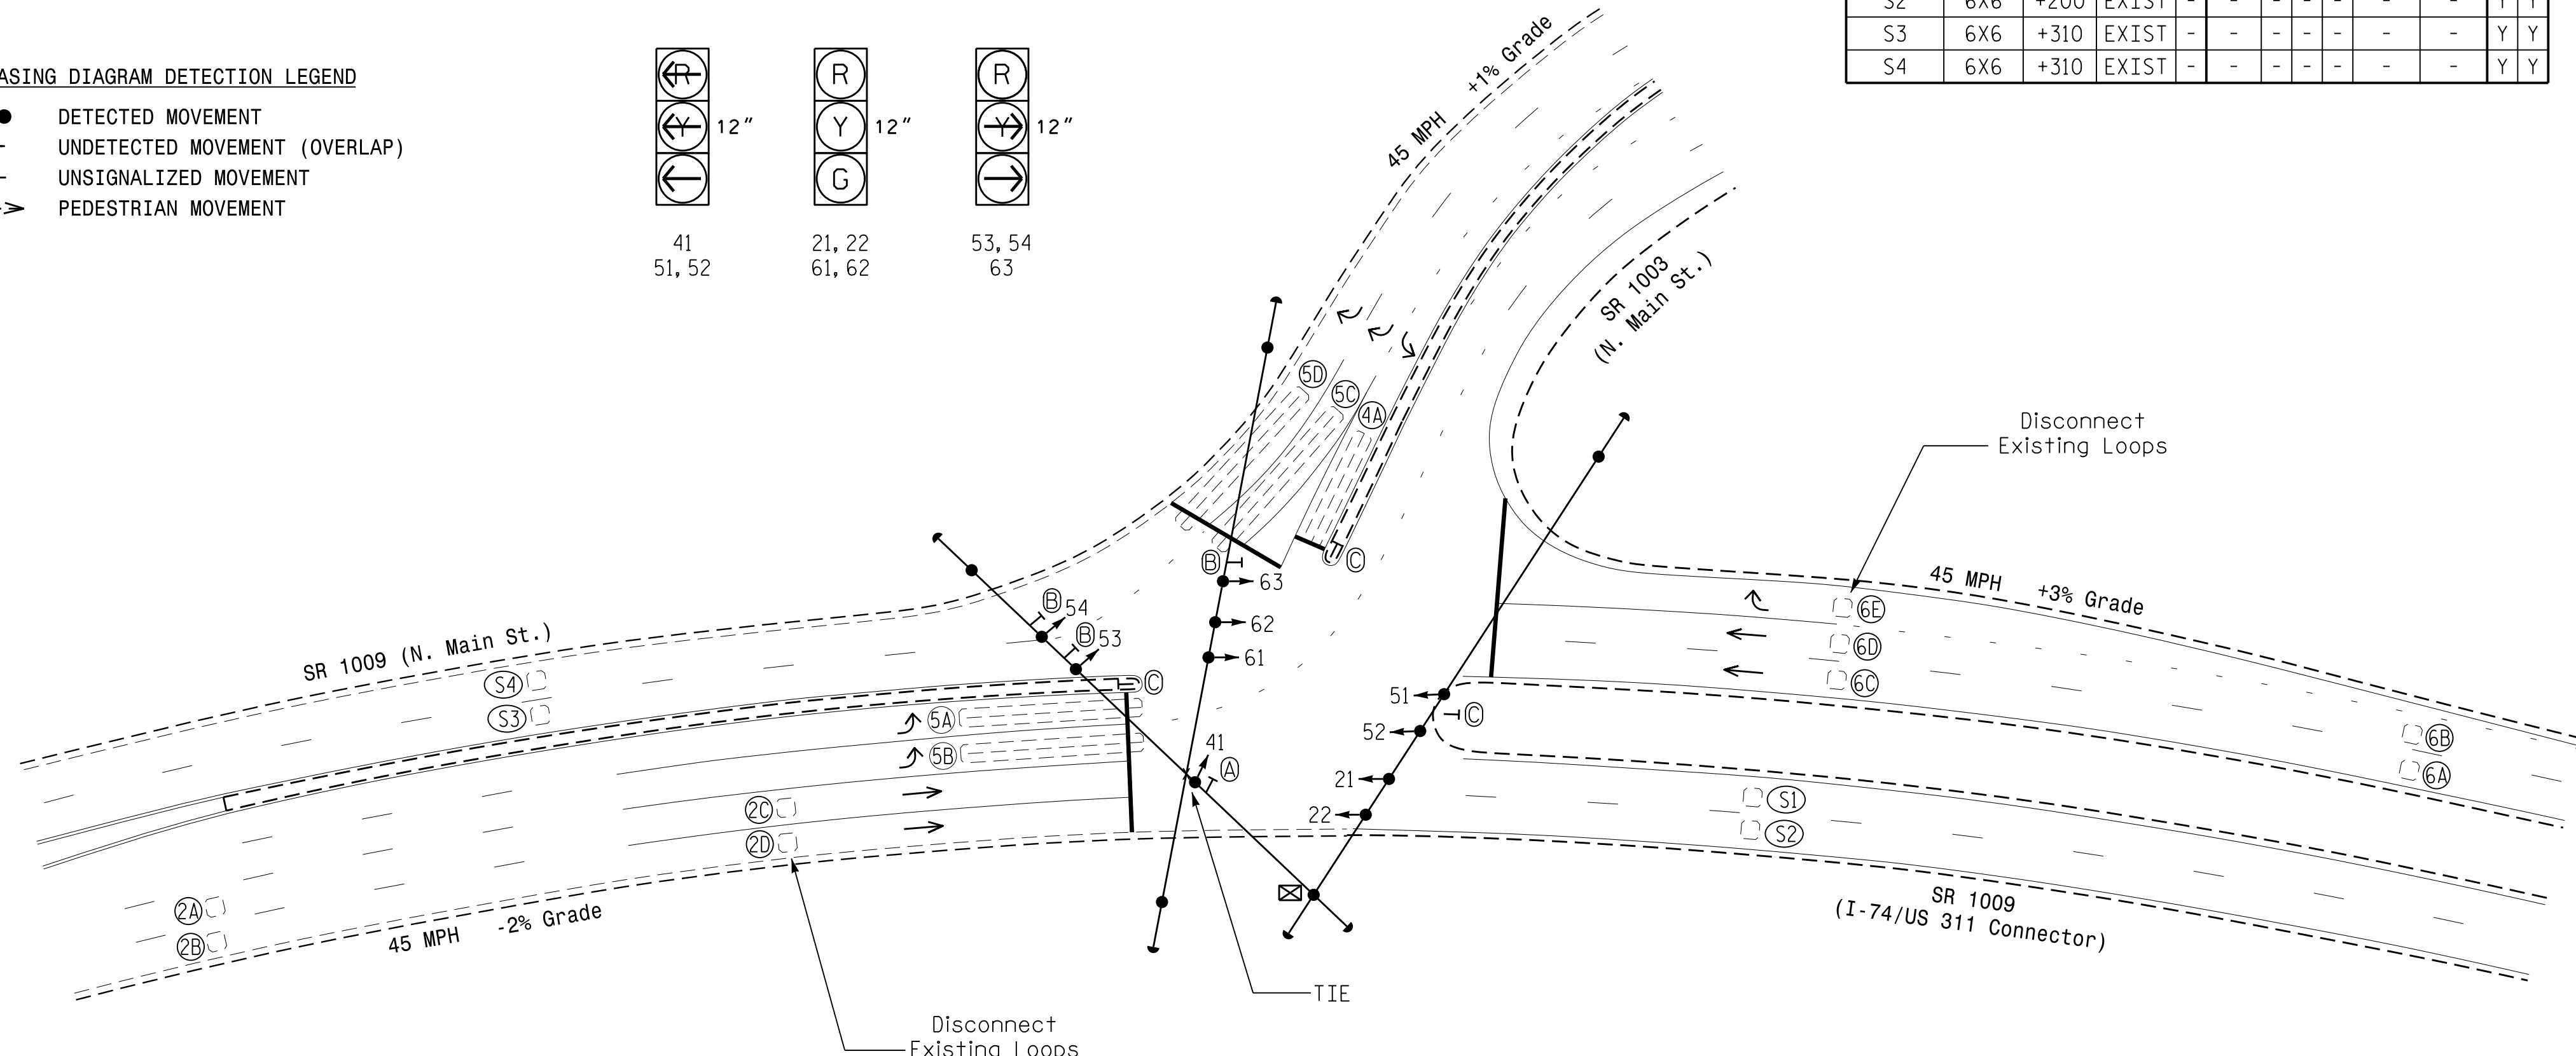 S2 6X6 +200 EXIST - - - - - - - Y Y
S3 6X6 +310 EXIST - - - - - - - Y Y
S4 6X6 +310 EXIST - - - - - - - Y Y
ASING DIAGRAM DETECTION LEGEND
DETECTED MOVEMENT
UNDETECTED MOVEMENT (OVERLAP)
UNSIGNALIZED MOVEMENT
PEDESTRIAN MOVEMENT
R
Y 12"
41
51, 52
R
Y 12"
G
21, 22
61, 62
R
Y 12"
53, 54
63
45 MPH +1% Grade
SR 1003
(N. Main St.)
5D
5C
4A
Disconnect
Existing Loops
B
63
C
62
61
B 54
B 53
C
45 MPH +3% Grade
6E
6D
6C
6B
6A
SR 1009 (N. Main St.)
S4
S3
5A
5B
2C
2D
2A
2B
45 MPH -2% Grade
51
C
52
21
22
41
A
S1
S2
SR 1009
(I-74/US 311 Connector)
TIE
Disconnect
Existing Loops